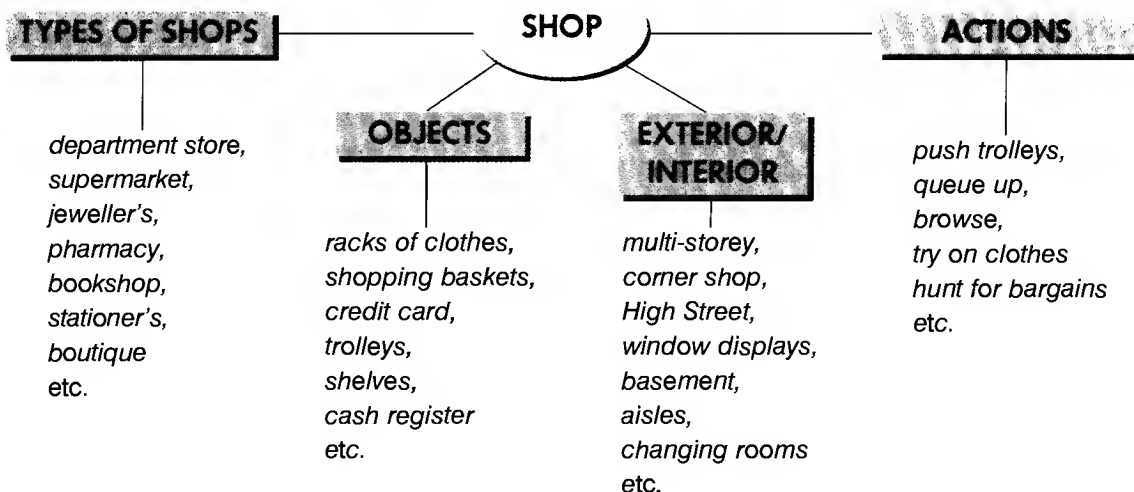 SHOP
TYPES OF SHOPS
department store,
supermarket,
jeweller's,
pharmacy,
bookshop,
stationer's,
boutique
etc.
OBJECTS
racks of clothes,
shopping baskets,
credit card,
trolleys,
shelves,
cash register
etc.
EXTERIOR/
INTERIOR
multi-storey,
corner shop,
High Street,
window displays,
basement,
aisles,
changing rooms
etc.
ACTIONS
push trolleys,
queue up,
browse,
try on clothes
hunt for bargains
etc.